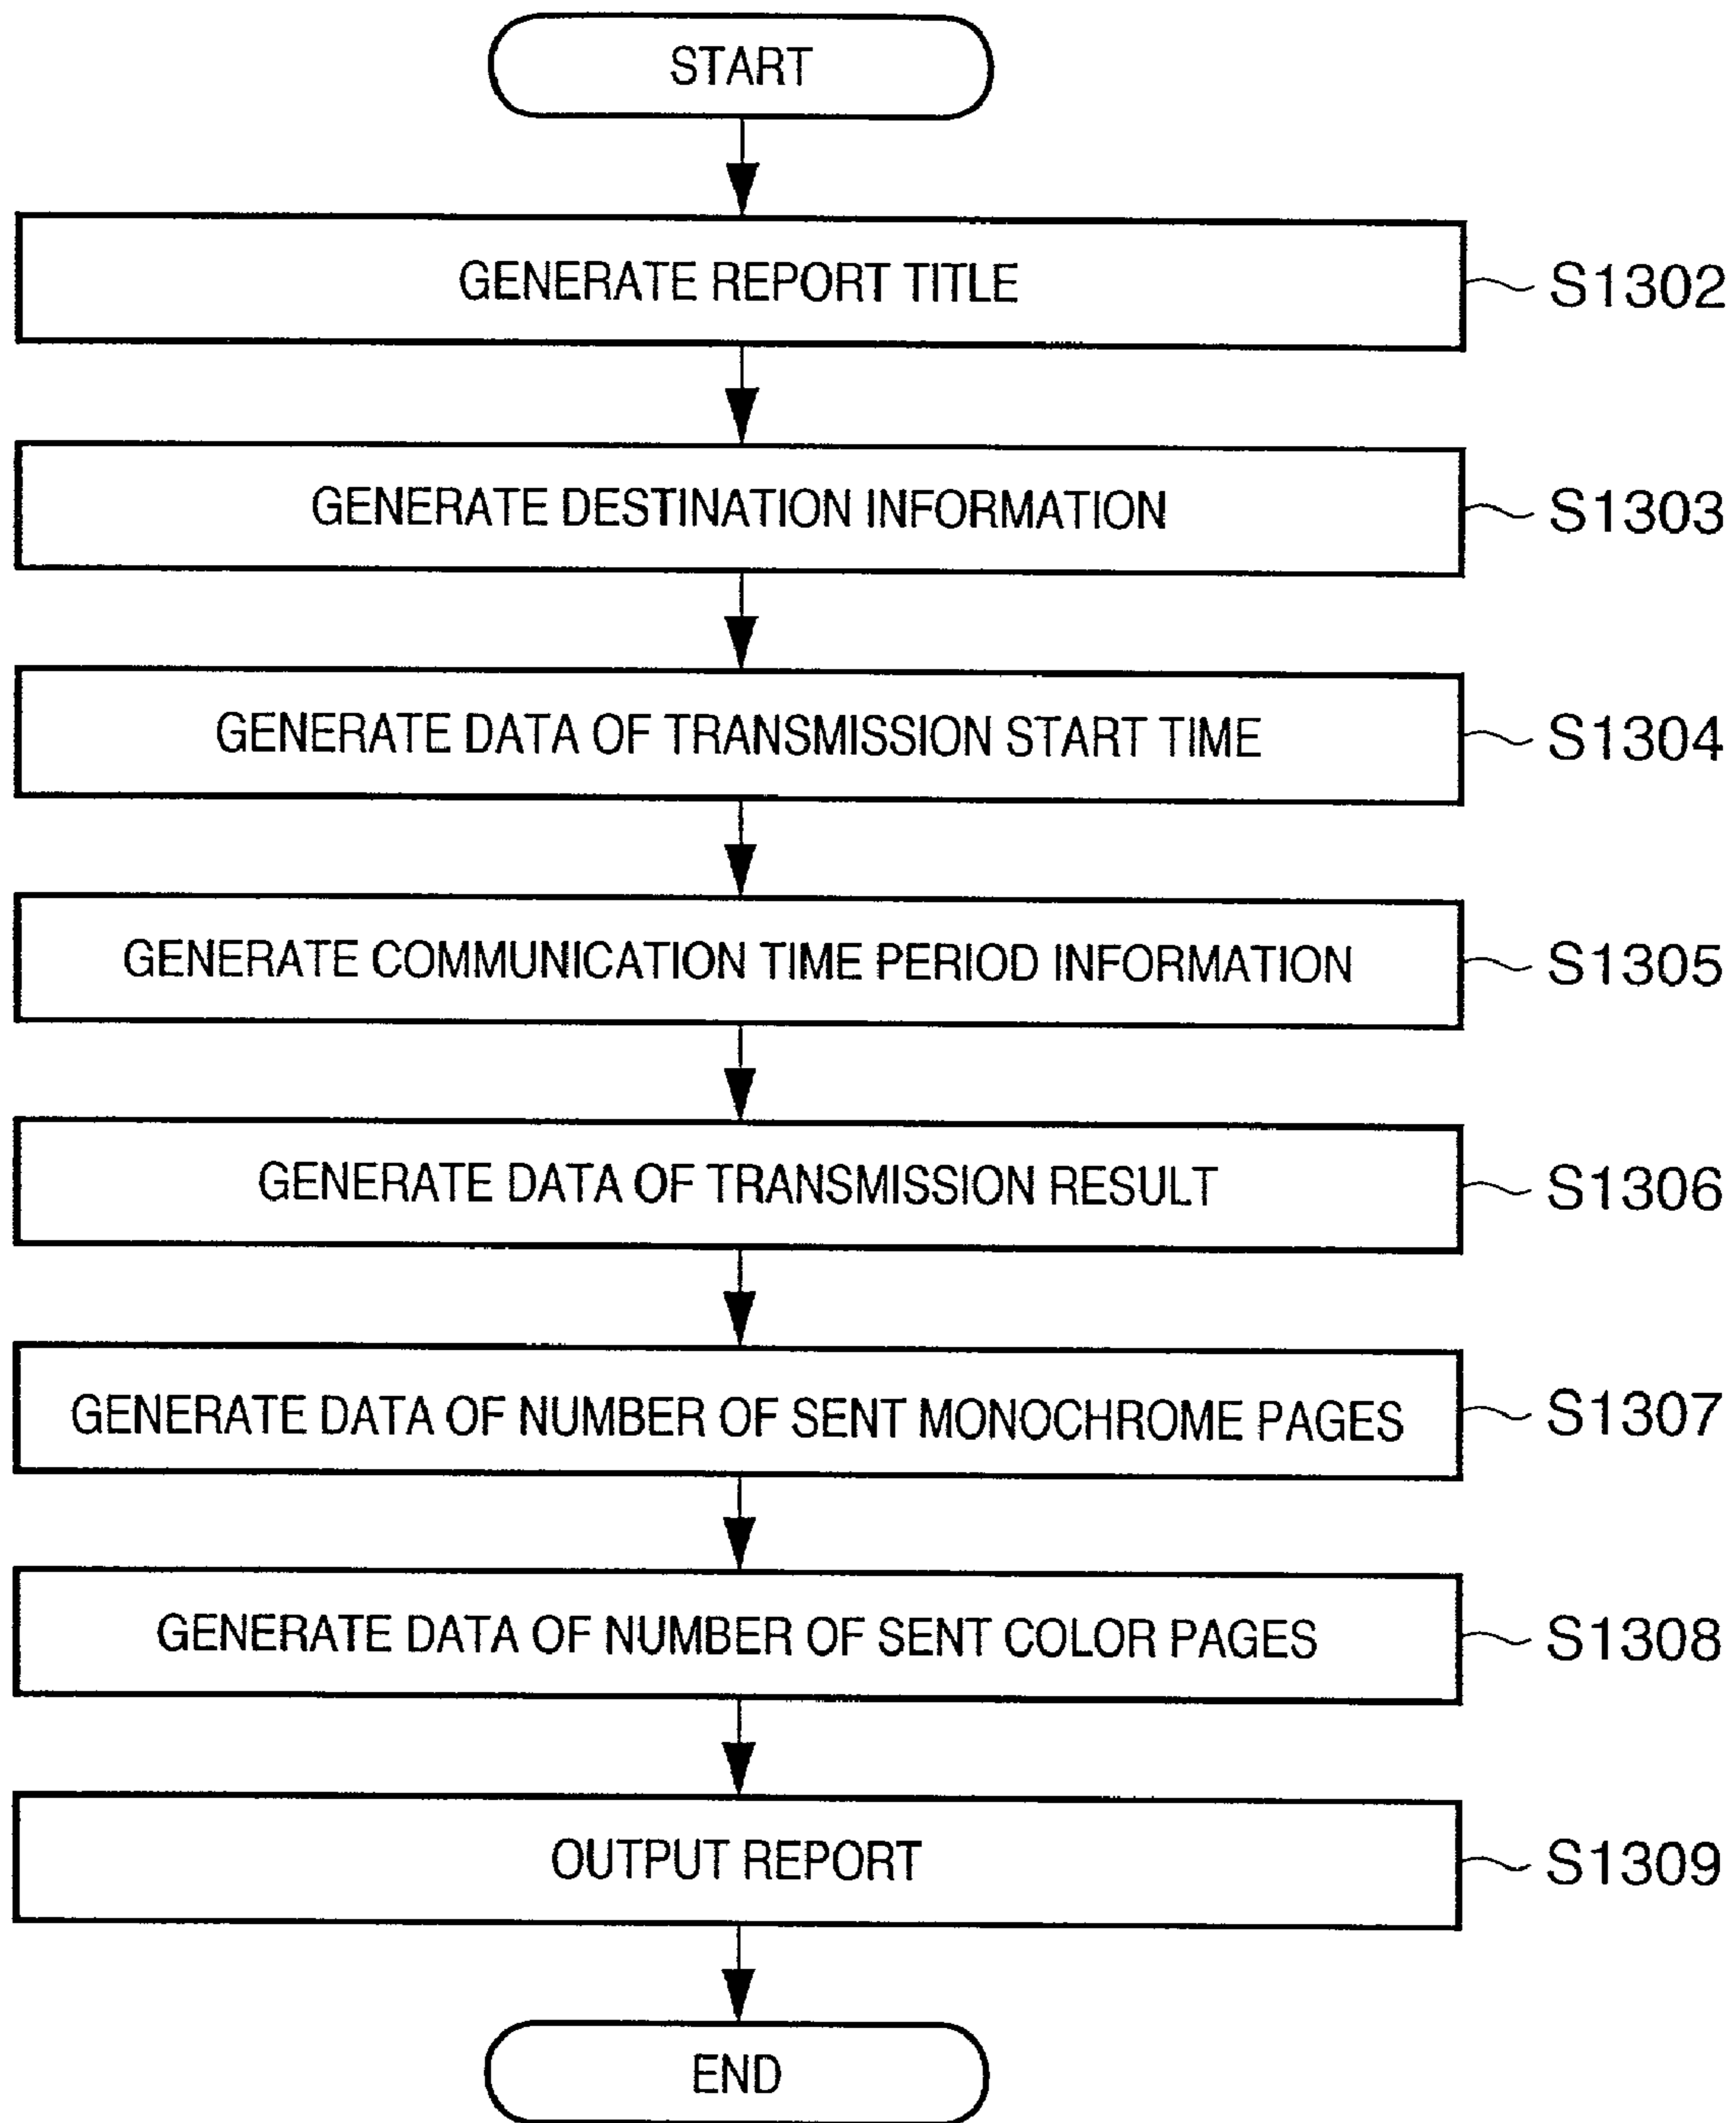 START
GENERATE REPORT TITLE
S1302
GENERATE DESTINATION INFORMATION
S1303
GENERATE DATA OF TRANSMISSION START TIME
S1304
GENERATE COMMUNICATION TIME PERIOD INFORMATION
S1305
GENERATE DATA OF TRANSMISSION RESULT
S1306
GENERATE DATA OF NUMBER OF SENT MONOCHROME PAGES
S1307
GENERATE DATA OF NUMBER OF SENT COLOR PAGES
S1308
OUTPUT REPORT
S1309
END